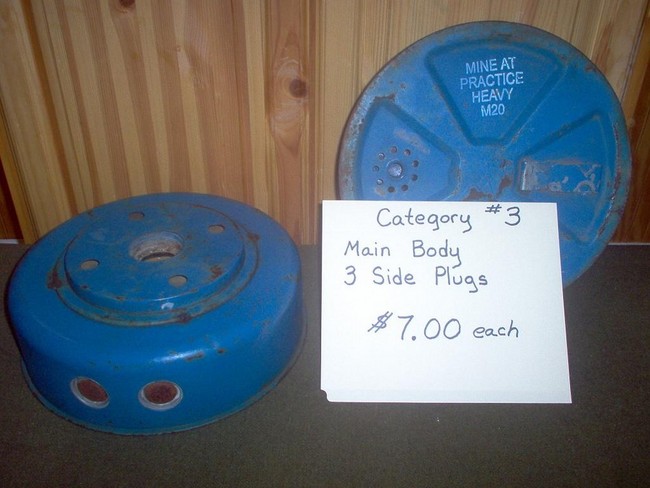 MINE AT
PRACTICE
HEAVY
M20
Category #3
Main Body
3 Side Plugs
$7.00 each